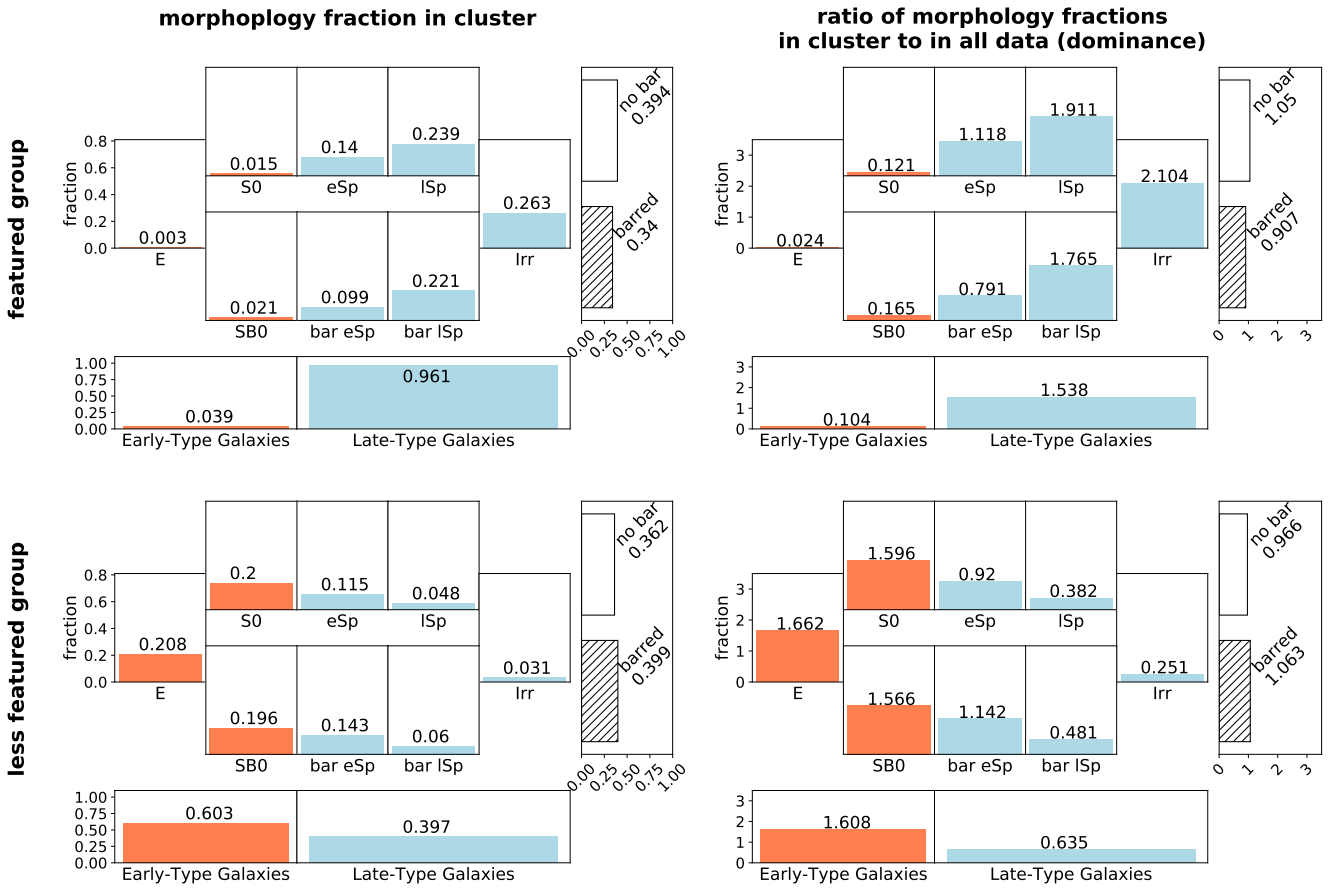 morphoplogy fraction in cluster
ratio of morphology fractions
in cluster to in all data (dominance)
featured group
fraction
0.8
0.6
0.4
0.2
0.0
0.003
E
0.015
S0
0.14
eSp
0.239
lSp
0.021
SB0
0.099
bar eSp
0.221
bar lSp
0.263
Irr
no bar
0.394
barred
0.34
0.00
0.25
0.50
0.75
1.00
1.00
0.75
0.50
0.25
0.00
0.039
Early-Type Galaxies
0.961
Late-Type Galaxies
fraction
3
2
1
0
0.024
E
0.121
S0
1.118
eSp
1.911
lSp
0.165
SB0
0.791
bar eSp
1.765
bar lSp
2.104
Irr
no bar
1.05
barred
0.907
0
1
2
3
3
2
1
0
0.104
Early-Type Galaxies
1.538
Late-Type Galaxies
less featured group
fraction
0.8
0.6
0.4
0.2
0.0
0.208
E
0.2
S0
0.115
eSp
0.048
lSp
0.196
SB0
0.143
bar eSp
0.06
bar lSp
0.031
Irr
no bar
0.362
barred
0.399
0.00
0.25
0.50
0.75
1.00
1.00
0.75
0.50
0.25
0.00
0.603
Early-Type Galaxies
0.397
Late-Type Galaxies
fraction
3
2
1
0
1.662
E
1.596
S0
0.92
eSp
0.382
lSp
1.566
SB0
1.142
bar eSp
0.481
bar lSp
0.251
Irr
no bar
0.966
barred
1.063
0
1
2
3
3
2
1
0
1.608
Early-Type Galaxies
0.635
Late-Type Galaxies